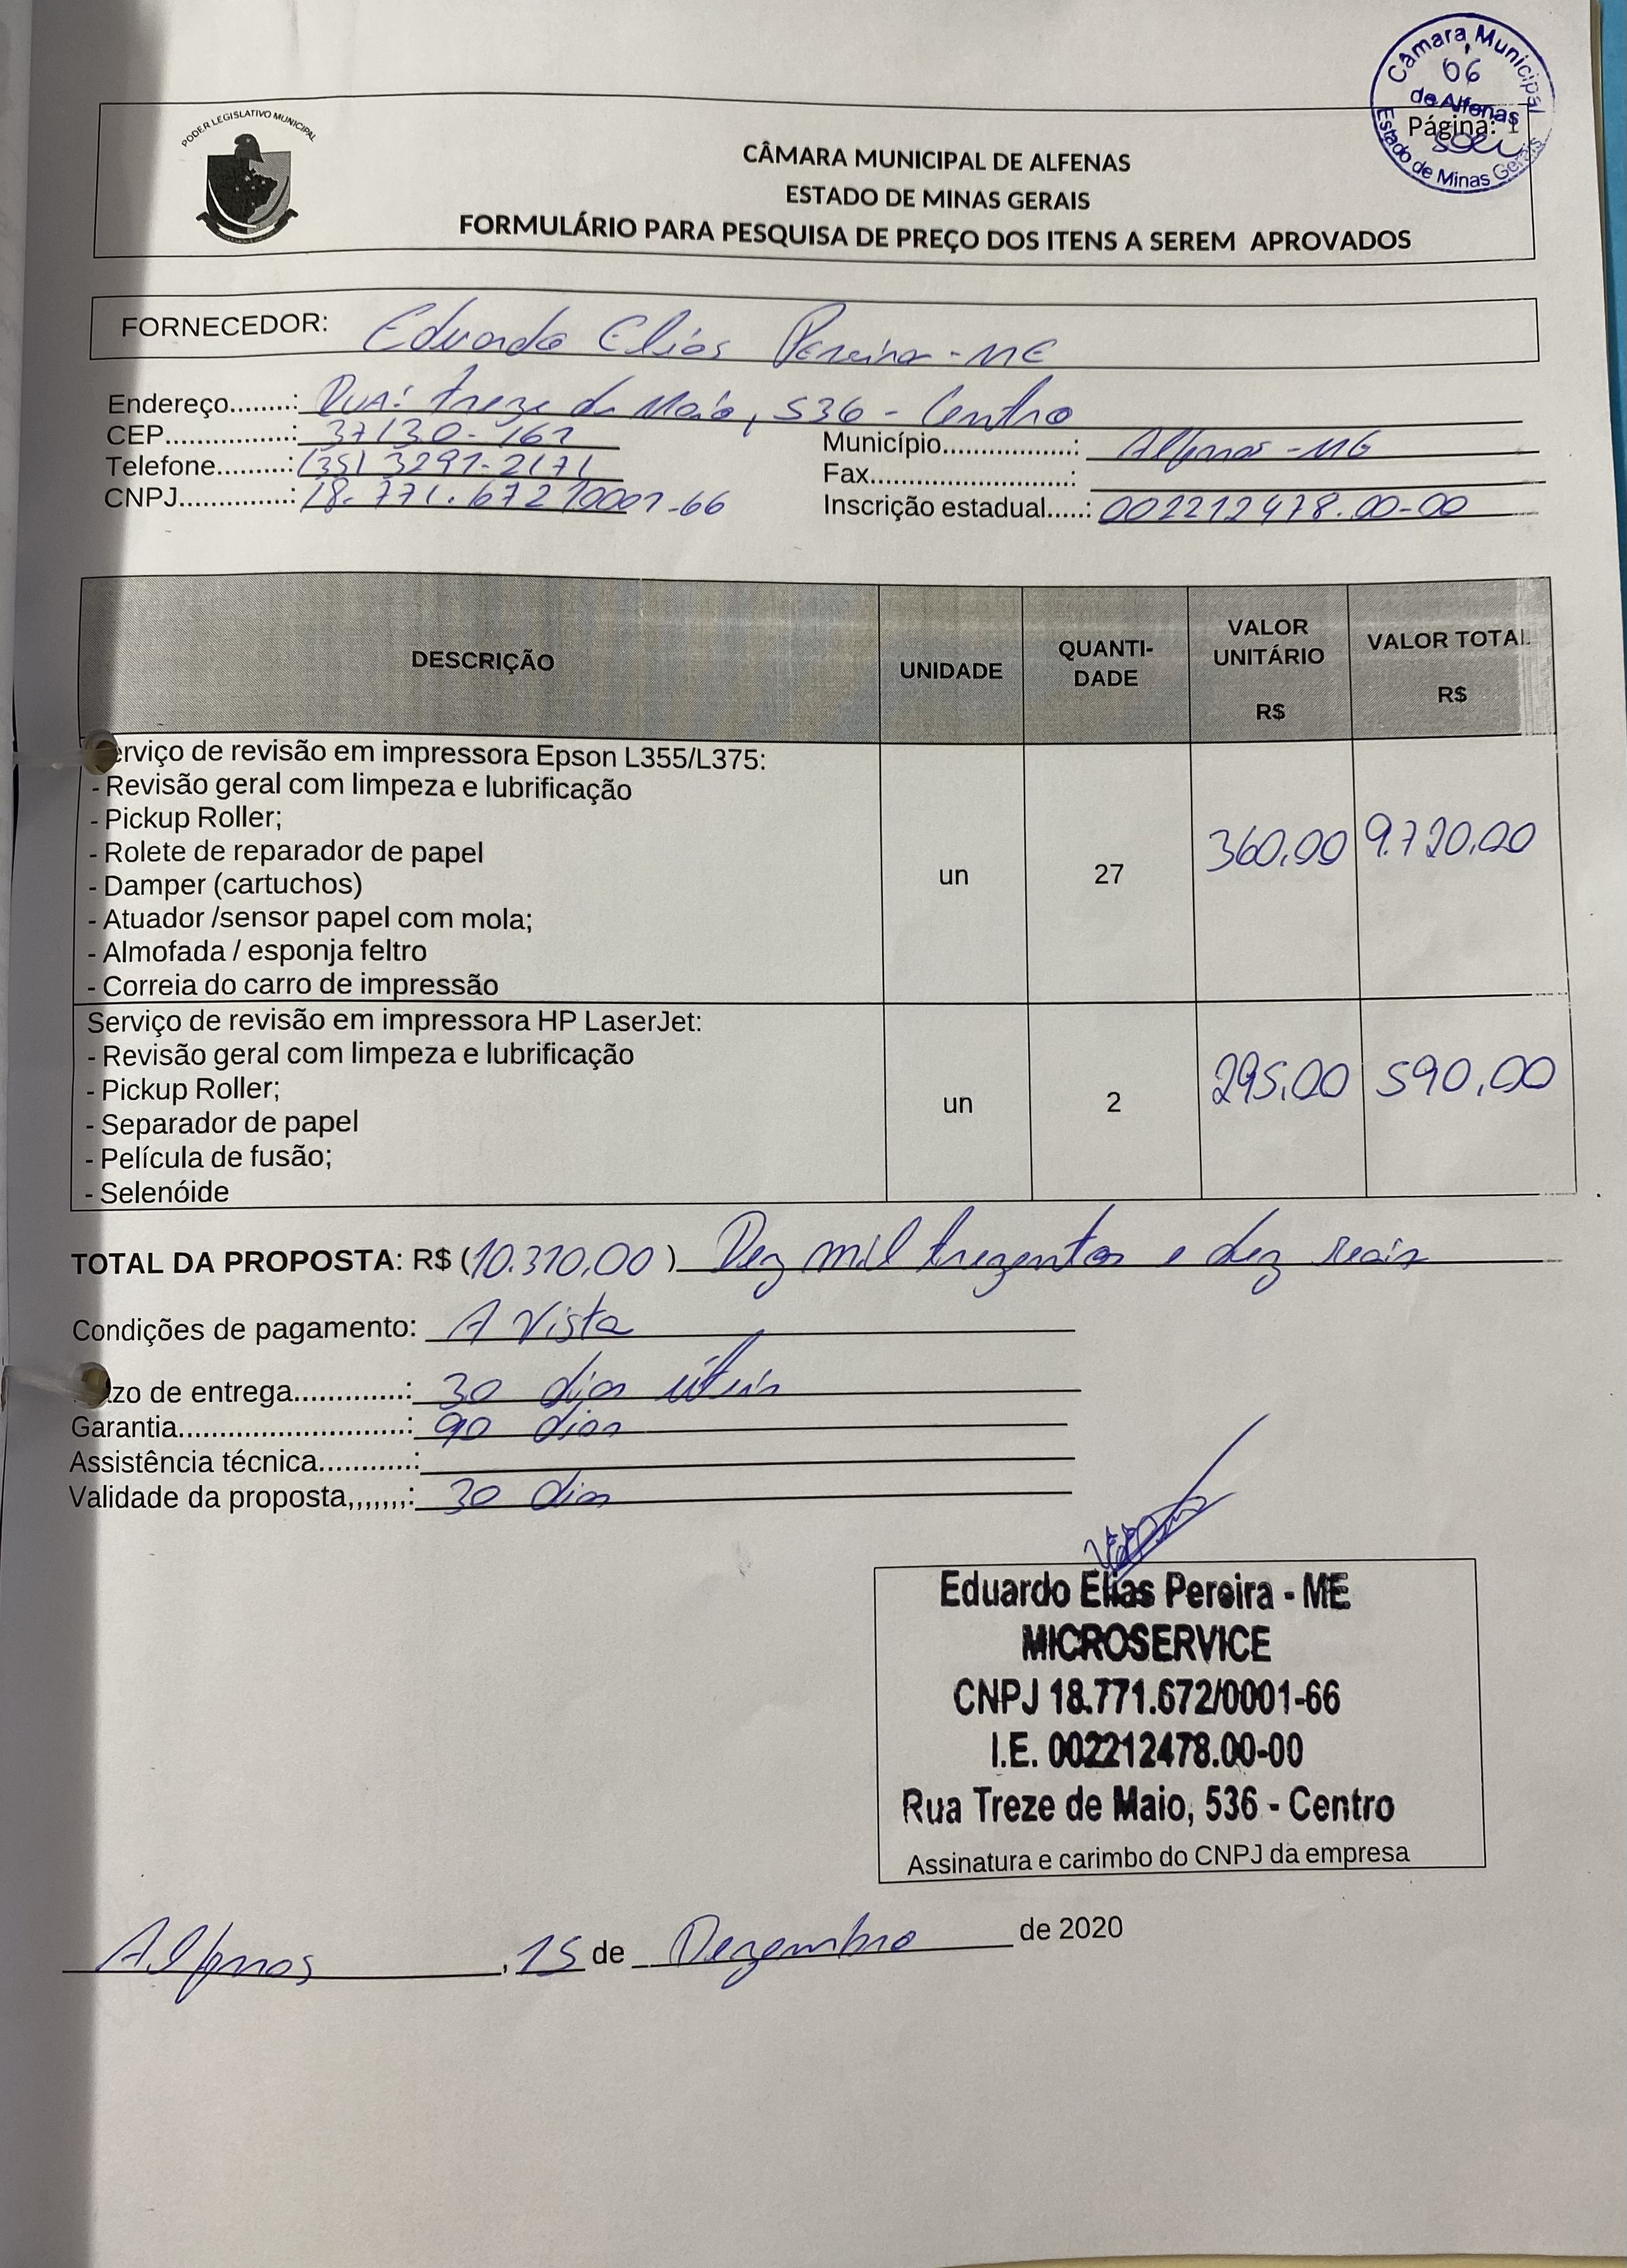 Câmara Municipal
06
de Alfenas
Estado de Minas Gerais
Página: 1
PODER LEGISLATIVO MUNICIPAL
CÂMARA MUNICIPAL DE ALFENAS
ESTADO DE MINAS GERAIS
FORMULÁRIO PARA PESQUISA DE PREÇO DOS ITENS A SEREM APROVADOS
FORNECEDOR: Eduardo Elias Pereira - ME
Endereço........: Rua: Treze de Maio, 536 - Centro
CEP.................: 37130-161 Município..................: Alfenas - MG
Telefone.........: (35) 3291-2171 Fax...........................:
CNPJ..............: 18.771.672/0001-66 Inscrição estadual.....: 002212478.00-00
DESCRIÇÃO UNIDADE QUANTI-DADE VALOR UNITÁRIO R$ VALOR TOTAL R$
erviço de revisão em impressora Epson L355/L375:
- Revisão geral com limpeza e lubrificação
- Pickup Roller;
- Rolete de reparador de papel
- Damper (cartuchos)
un 27 360,00 9.720,00
- Atuador /sensor papel com mola;
- Almofada / esponja feltro
- Correia do carro de impressão
Serviço de revisão em impressora HP LaserJet:
- Revisão geral com limpeza e lubrificação
- Pickup Roller;
un 2 295,00 590,00
- Separador de papel
- Película de fusão;
- Selenóide
TOTAL DA PROPOSTA: R$ (10.310,00) Dez mil trezentos e dez reais
Condições de pagamento: A Vista
azo de entrega.............: 30 dias úteis
Garantia............................: 90 dias
Assistência técnica...........:
Validade da proposta,,,,,,,: 30 dias
Eduardo Elias Pereira - ME
MICROSERVICE
CNPJ 18.771.672/0001-66
I.E. 002212478.00-00
Rua Treze de Maio, 536 - Centro
Assinatura e carimbo do CNPJ da empresa
Alfenas, 15 de Dezembro de 2020